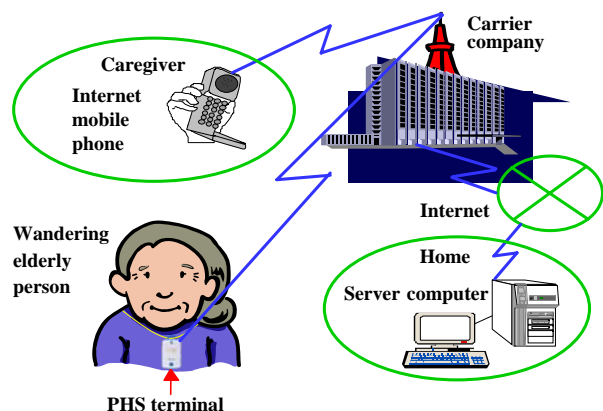 Carrier
company
Caregiver
Internet
mobile
phone
Internet
Wandering
elderly
person
Home
Server computer
PHS terminal